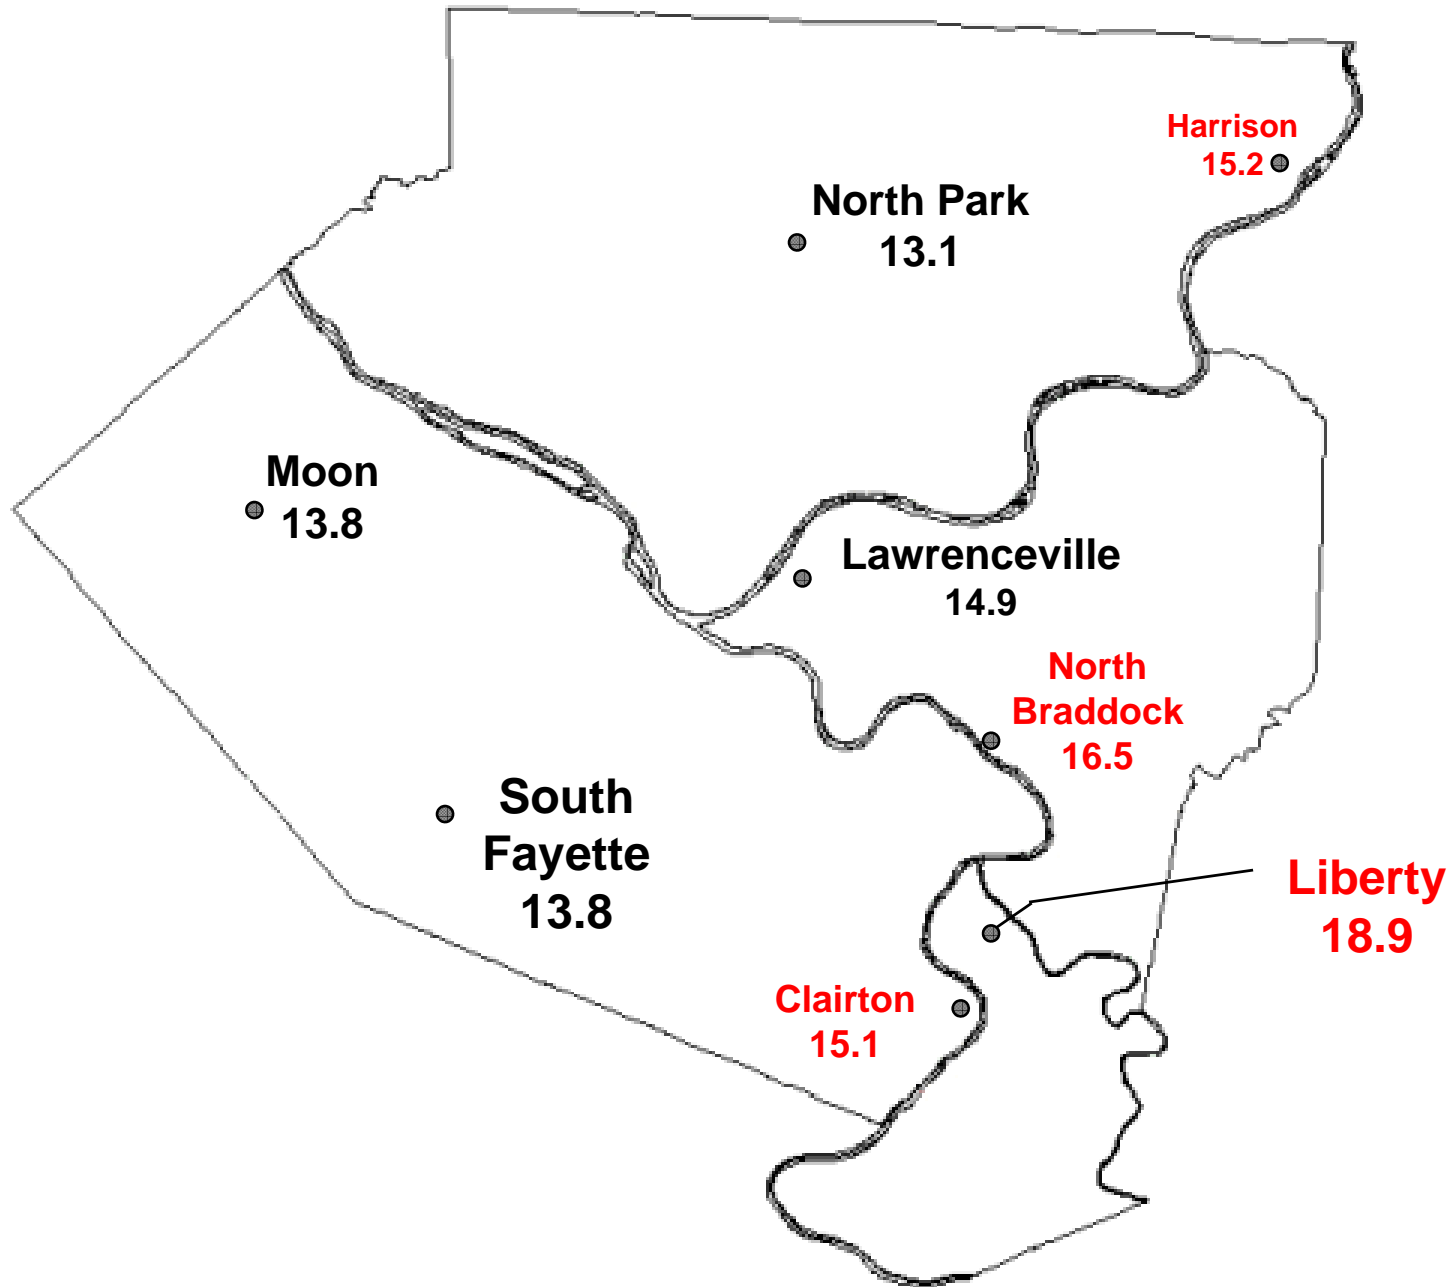 Harrison
15.2
North Park
13.1
Moon
13.8
Lawrenceville
14.9
North
Braddock
16.5
South
Fayette
13.8
Liberty
18.9
Clairton
15.1